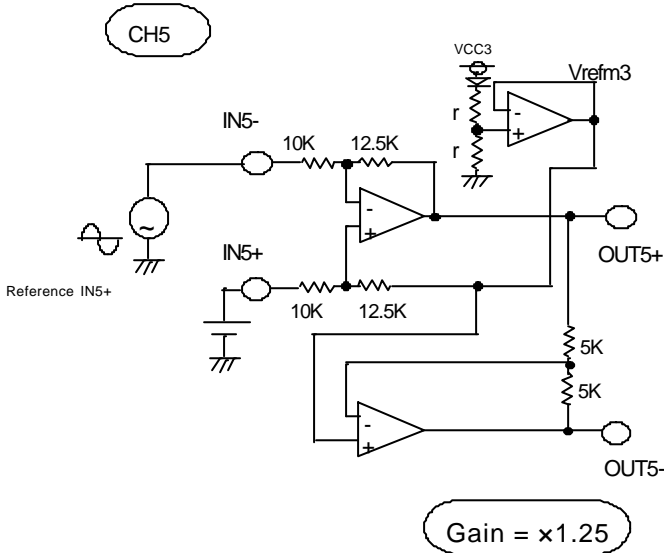 CH5
VCC3
Vrefm3
r
r
IN5-
10K
12.5K
IN5+
OUT5+
Reference IN5+
10K
12.5K
5K
5K
OUT5-
Gain = ×1.25